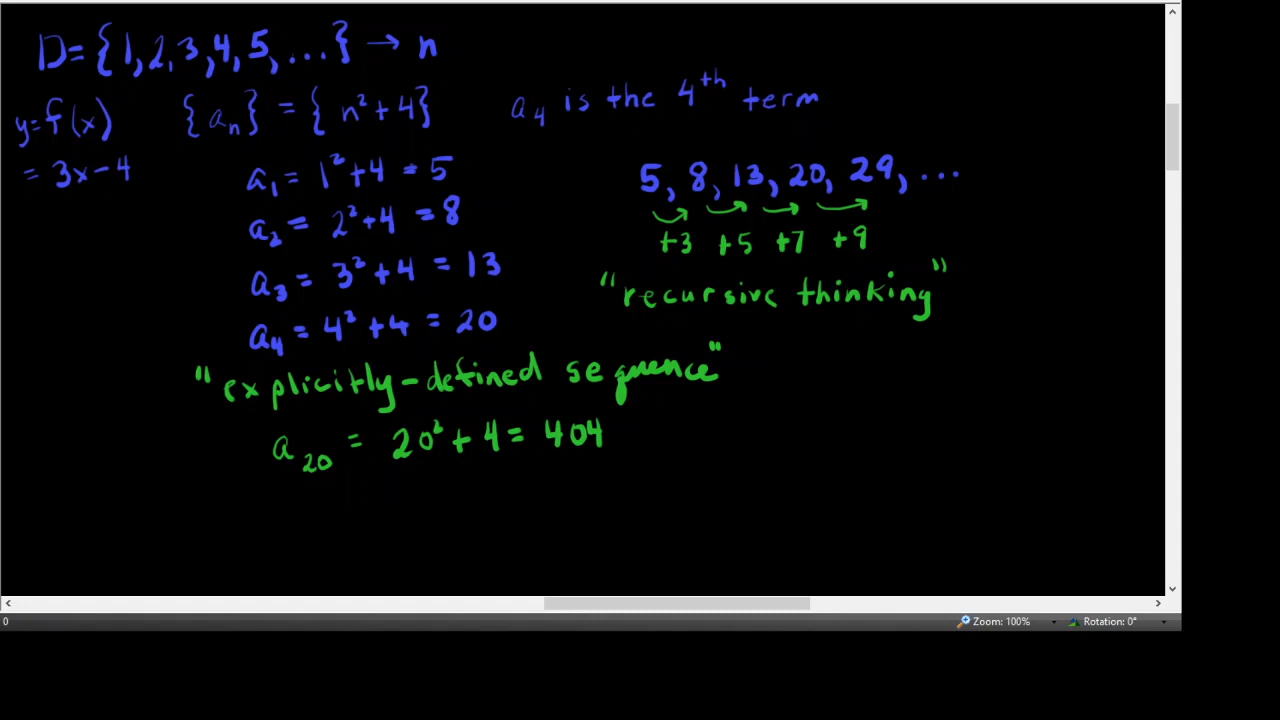 D = {1, 2, 3, 4, 5, ...} → n
y = f(x)
= 3x - 4
{aₙ} = {n² + 4}
a₁ = 1² + 4 = 5
a₂ = 2² + 4 = 8
a₃ = 3² + 4 = 13
a₄ = 4² + 4 = 20
"explicitly-defined sequence"
a₂₀ = 20² + 4 = 404
a₄ is the 4ᵗʰ term
5, 8, 13, 20, 29, ...
+3 +5 +7 +9
"recursive thinking"
0
Zoom: 100%
Rotation: 0°